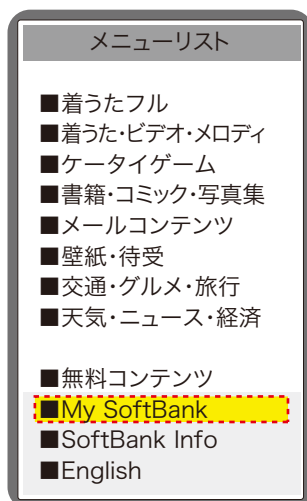 メニューリスト
■着うたフル
■着うた・ビデオ・メロディ
■ケータイゲーム
■書籍・コミック・写真集
■メールコンテンツ
■壁紙・待受
■交通・グルメ・旅行
■天気・ニュース・経済
■無料コンテンツ
■My SoftBank
■SoftBank Info
■English